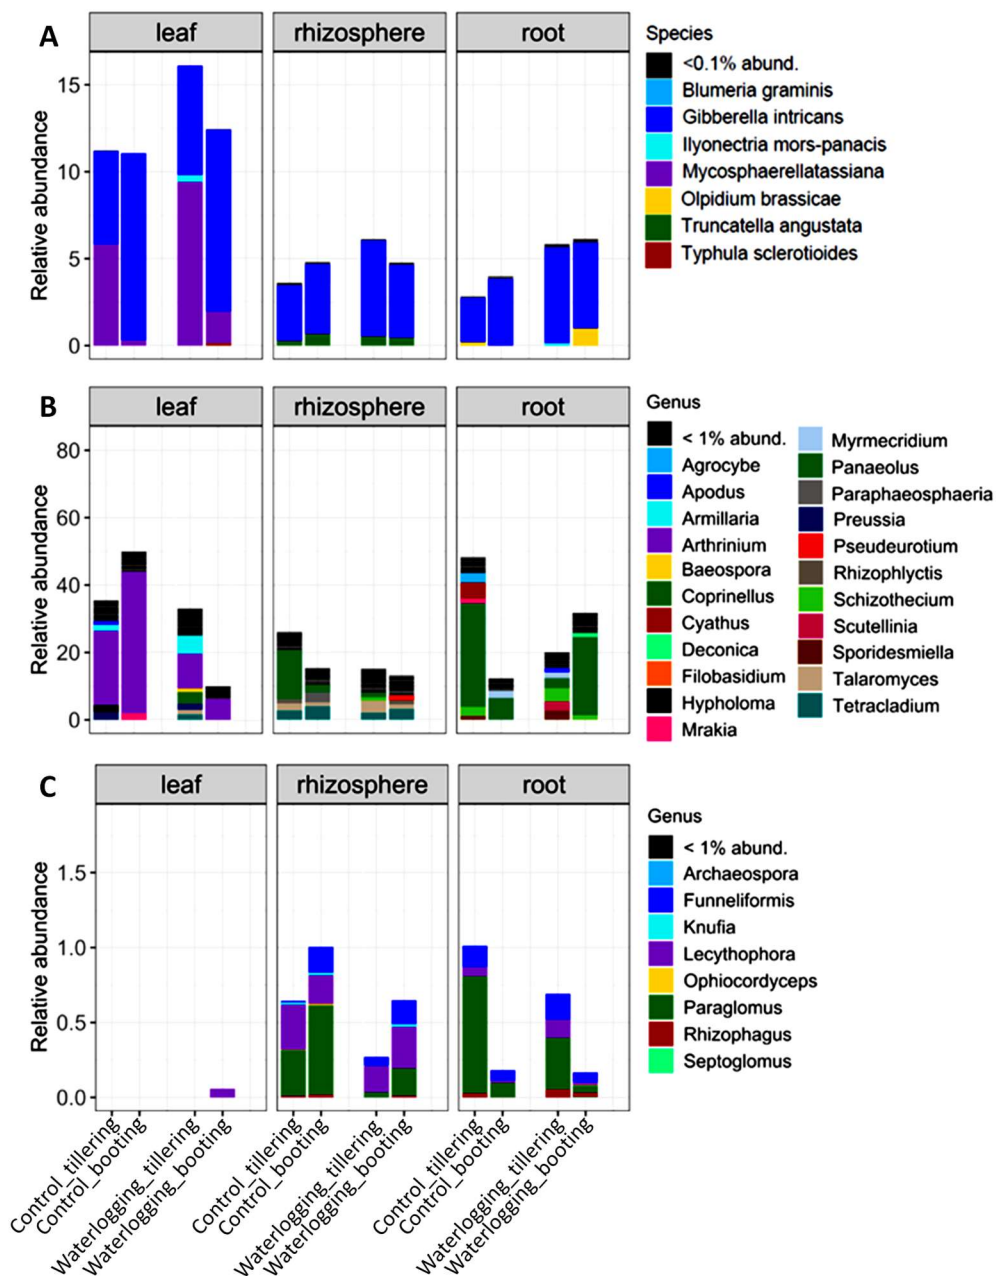 A
leaf
rhizosphere
root
Relative abundance
15
10
5
0
Species
<0.1% abund.
Blumeria graminis
Gibberella intricans
Ilyonectria mors-panacis
Mycosphaerellatassiana
Olpidium brassicae
Truncatella angustata
Typhula sclerotioides
B
leaf
rhizosphere
root
Relative abundance
80
60
40
20
0
Genus
< 1% abund.
Agrocybe
Apodus
Armillaria
Arthrinium
Baeospora
Coprinellus
Cyathus
Deconica
Filobasidium
Hypholoma
Mrakia
Myrmecridium
Panaeolus
Paraphaeosphaeria
Preussia
Pseudeurotium
Rhizophlyctis
Schizothecium
Scutellinia
Sporidesmiella
Talaromyces
Tetracladium
C
leaf
rhizosphere
root
Relative abundance
1.5
1.0
0.5
0.0
Genus
< 1% abund.
Archaeospora
Funneliformis
Knufia
Lecythophora
Ophiocordyceps
Paraglomus
Rhizophagus
Septoglomus
Control_tillering
Control_booting
Waterlogging_tillering
Waterlogging_booting
Control_tillering
Control_booting
Waterlogging_tillering
Waterlogging_booting
Control_tillering
Control_booting
Waterlogging_tillering
Waterlogging_booting